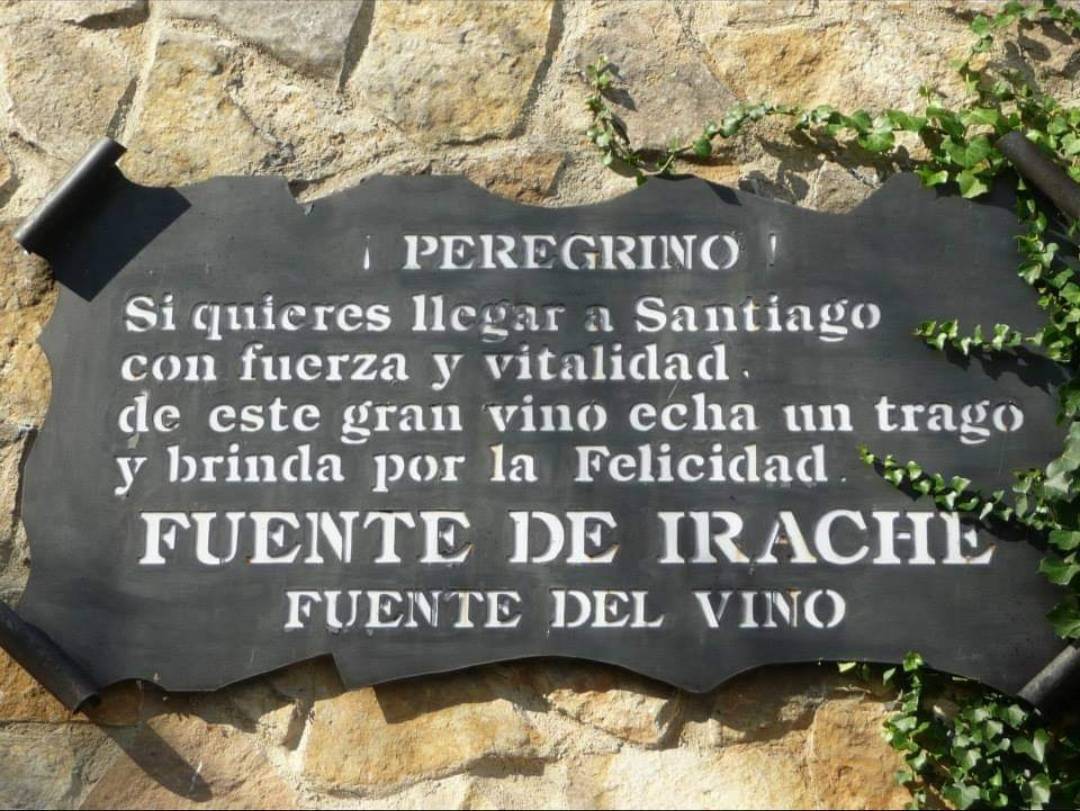 ¡ PEREGRINO !
Si quieres llegar a Santiago
con fuerza y vitalidad.
de este gran vino echa un trago
y brinda por la Felicidad.
FUENTE DE IRACHE
FUENTE DEL VINO